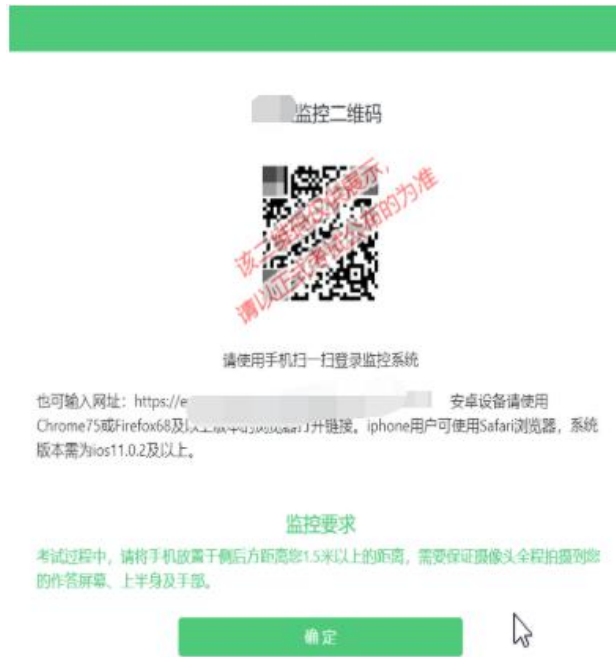 监控二维码
该二维码仅供展示,
请以正式考试公布的为准
请使用手机扫一扫登录监控系统
也可输入网址：https://e 安卓设备请使用
Chrome75或Firefox68及以上版本的浏览器打开链接。iphone用户可使用Safari浏览器，系统
版本需为ios11.0.2及以上。
监控要求
考试过程中，请将手机放置于侧后方距离您1.5米以上的距离，需要保证摄像头全程拍摄到您
的作答屏幕、上半身及手部。
确定